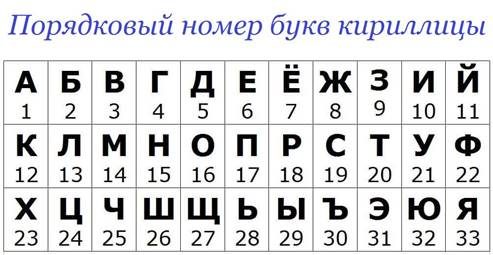 Порядковый номер букв кириллицы
А Б В Г Д Е Ё Ж З И Й
1 2 3 4 5 6 7 8 9 10 11
К Л М Н О П Р С Т У Ф
12 13 14 15 16 17 18 19 20 21 22
Х Ц Ч Ш Щ Ь Ы Ъ Э Ю Я
23 24 25 26 27 28 29 30 31 32 33